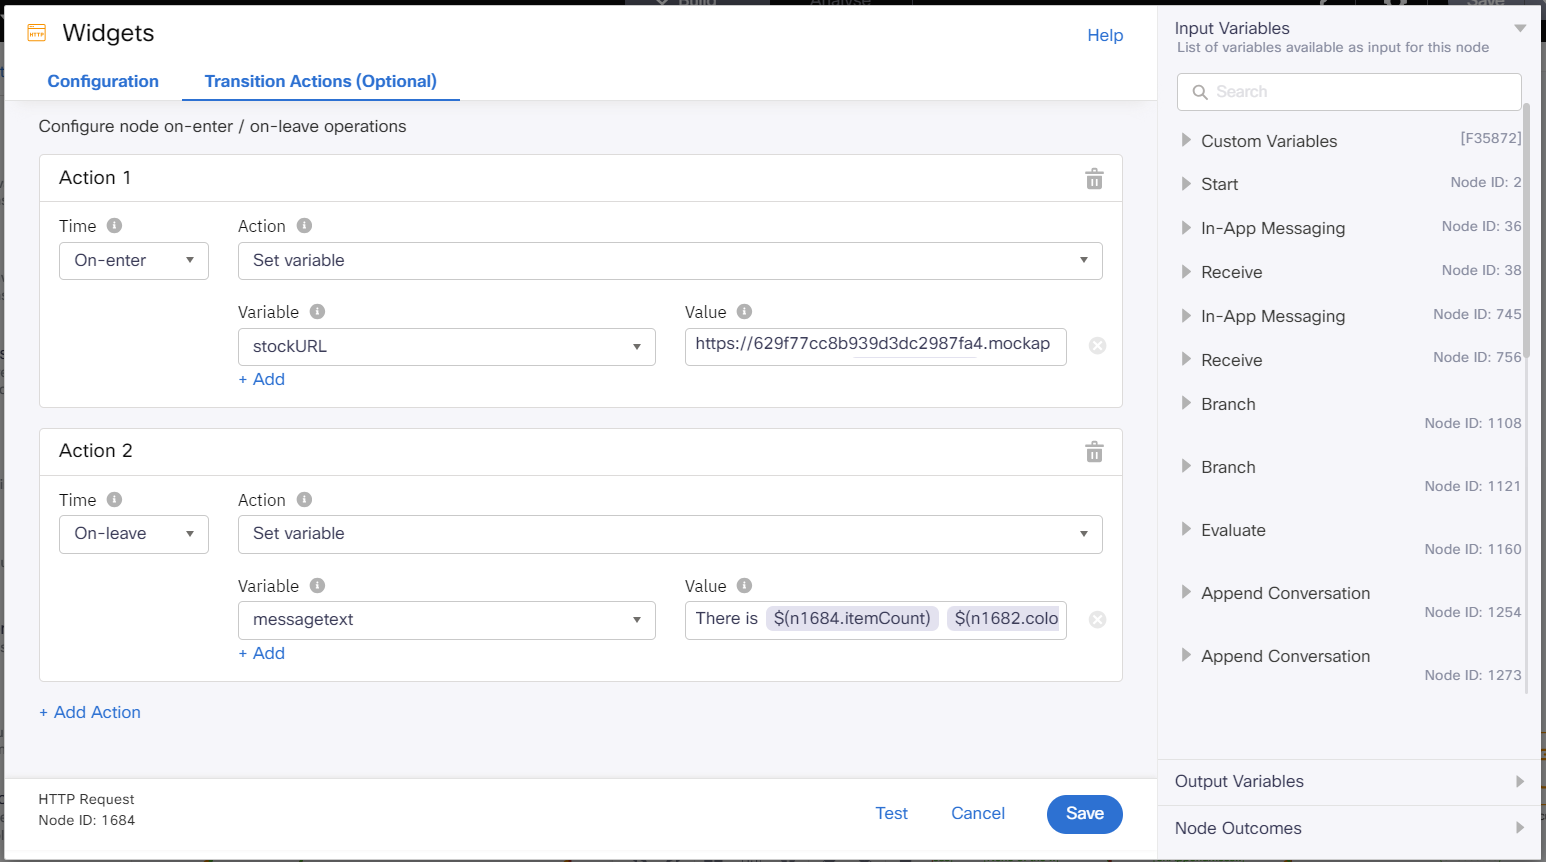 Widgets
Help
Configuration
Transition Actions (Optional)
Configure node on-enter / on-leave operations
Action 1
Time
Action
On-enter
Set variable
Variable
Value
stockURL
https://629f77cc8b939d3dc2987fa4.mockap
+ Add
Action 2
Time
Action
On-leave
Set variable
Variable
Value
messagetext
There is $(n1684.itemCount) $(n1682.colo
+ Add
+ Add Action
HTTP Request
Node ID: 1684
Test
Cancel
Save
Input Variables
List of variables available as input for this node
Search
Custom Variables [F35872]
Start Node ID: 2
In-App Messaging Node ID: 36
Receive Node ID: 38
In-App Messaging Node ID: 745
Receive Node ID: 756
Branch
Node ID: 1108
Branch
Node ID: 1121
Evaluate
Node ID: 1160
Append Conversation
Node ID: 1254
Append Conversation
Node ID: 1273
Output Variables
Node Outcomes